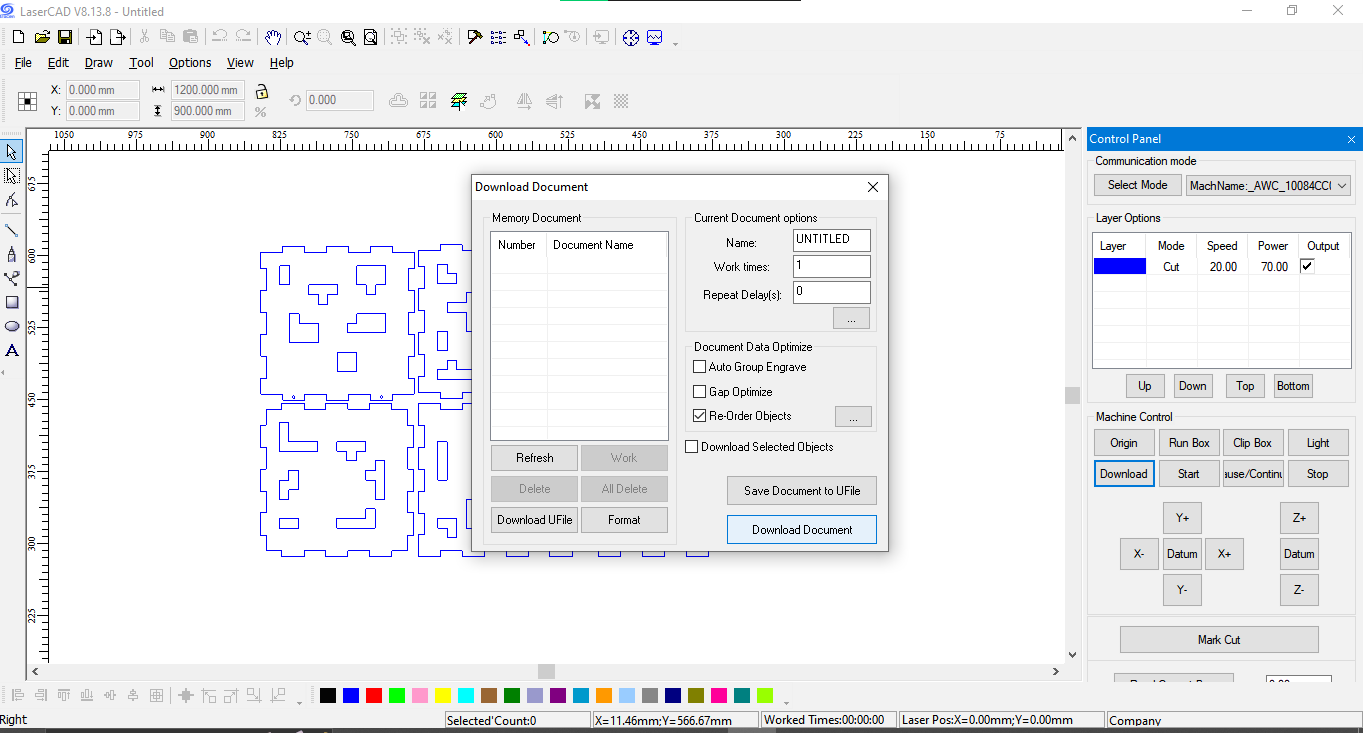 LaserCAD V8.13.8 - Untitled
File Edit Draw Tool Options View Help
X: 0.000 mm 1200.000 mm 0.000
Y: 0.000 mm 900.000 mm %
1050 975 900 825 750 675 600 525 450 375 300 225 150 75
675
600
525
450
375
300
225
A
Download Document
Memory Document
Number Document Name
Refresh Work
Delete All Delete
Download UFile Format
Current Document options
Name: UNTITLED
Work times: 1
Repeat Delay(s): 0
...
Document Data Optimize
Auto Group Engrave
Gap Optimize
Re-Order Objects ...
Download Selected Objects
Save Document to UFile
Download Document
Control Panel
Communication mode
Select Mode MachName:_AWC_10084CC(
Layer Options
Layer Mode Speed Power Output
Cut 20.00 70.00
Up Down Top Bottom
Machine Control
Origin Run Box Clip Box Light
Download Start ause/Continu Stop
Y+ Z+
X- Datum X+ Datum
Y- Z-
Mark Cut
Right Selected'Count:0 X=11.46mm;Y=566.67mm Worked Times:00:00:00 Laser Pos:X=0.00mm;Y=0.00mm Company